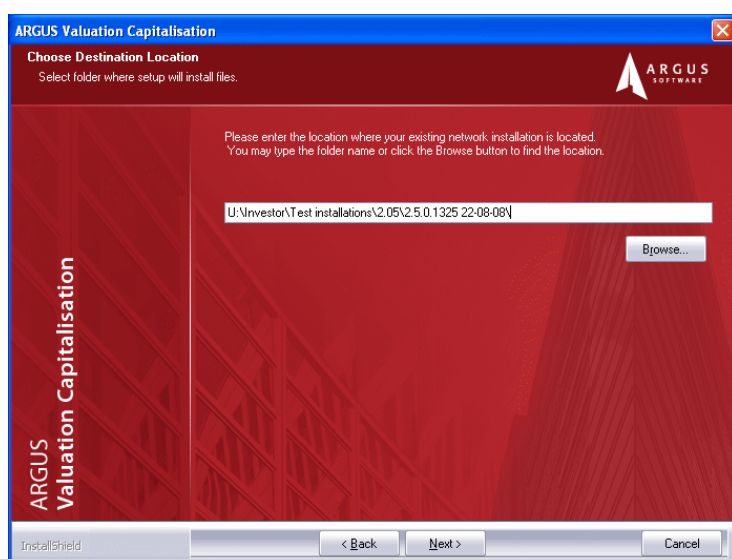 ARGUS Valuation Capitalisation
Choose Destination Location
Select folder where setup will install files.
ARGUS
SOFTWARE
Please enter the location where your existing network installation is located.
You may type the folder name or click the Browse button to find the location.
U:\Investor\Test installations\2.05\2.5.0.1325 22-08-08\
Browse...
ARGUS
Valuation Capitalisation
InstallShield
< Back
Next >
Cancel